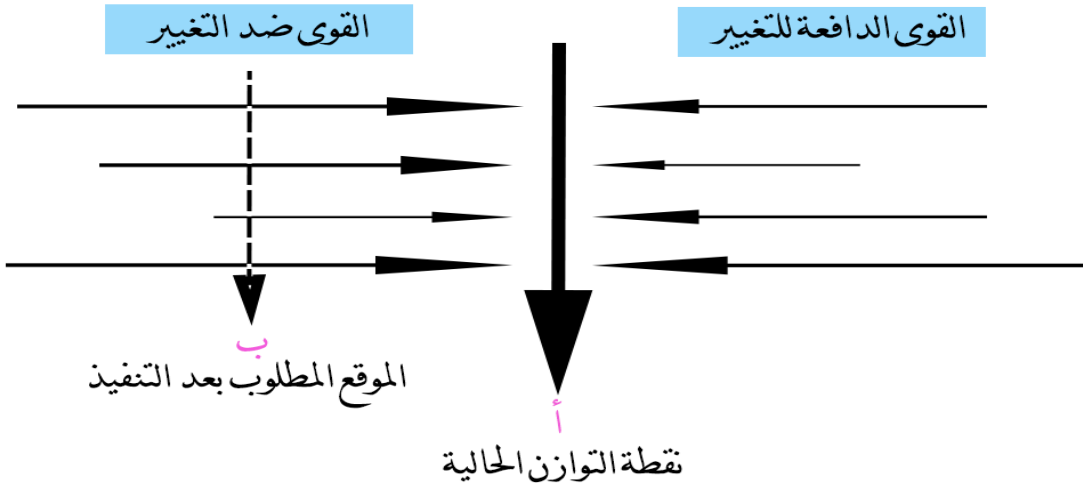 القوى الدافعة للتغيير
القوى ضد التغيير
ب
الموقع المطلوب بعد التنفيذ
أ
نقطة التوازن الحالية